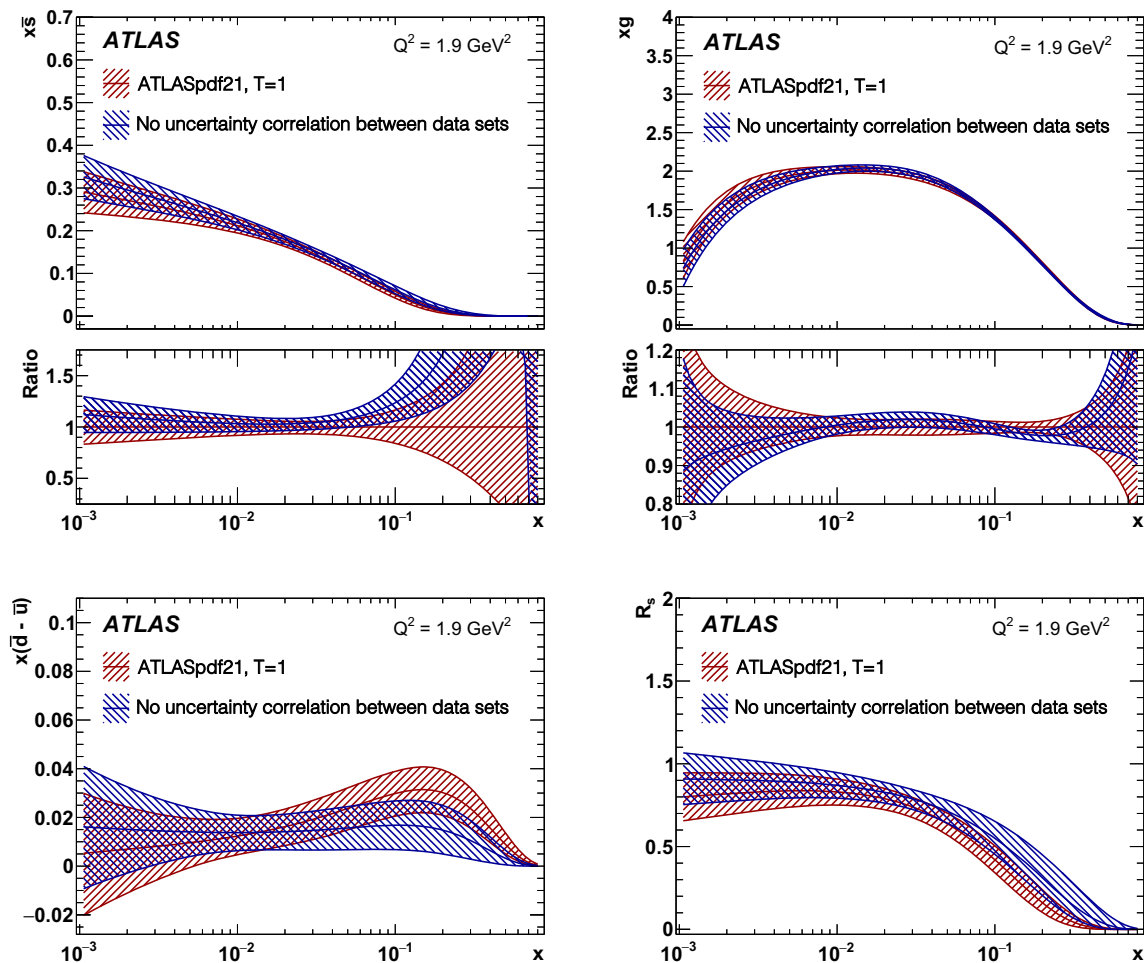 xs̅
0.7
0.6
0.5
0.4
0.3
0.2
0.1
0
ATLAS
Q² = 1.9 GeV²
ATLASpdf21, T=1
No uncertainty correlation between data sets
Ratio
1.5
1
0.5
10⁻³ 10⁻² 10⁻¹ x
xg
4
3.5
3
2.5
2
1.5
1
0.5
0
ATLAS
Q² = 1.9 GeV²
ATLASpdf21, T=1
No uncertainty correlation between data sets
Ratio
1.2
1.1
1
0.9
0.8
10⁻³ 10⁻² 10⁻¹ x
x(d̅ - u̅)
0.1
0.08
0.06
0.04
0.02
0
−0.02
ATLAS
Q² = 1.9 GeV²
ATLASpdf21, T=1
No uncertainty correlation between data sets
10⁻³ 10⁻² 10⁻¹ x
Rₛ
2
1.5
1
0.5
0
ATLAS
Q² = 1.9 GeV²
ATLASpdf21, T=1
No uncertainty correlation between data sets
10⁻³ 10⁻² 10⁻¹ x